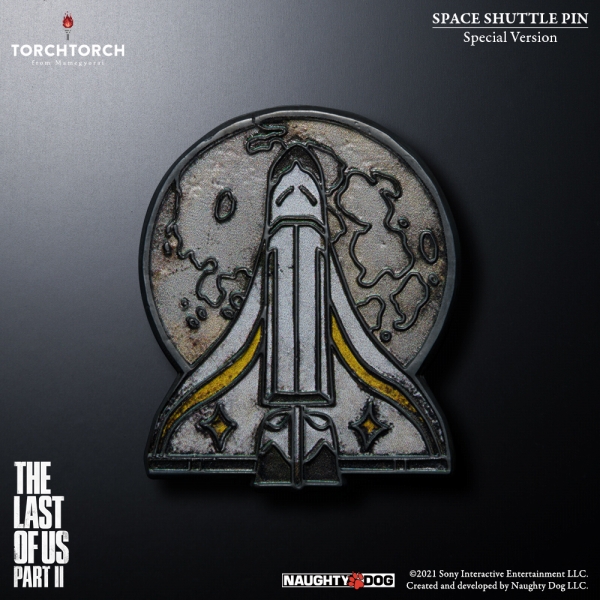 TORCHTORCH
from Mamegyorai
SPACE SHUTTLE PIN
Special Version
THE
LAST
OF US
PART II
NAUGHTY DOG
©2021 Sony Interactive Entertainment LLC.
Created and developed by Naughty Dog LLC.